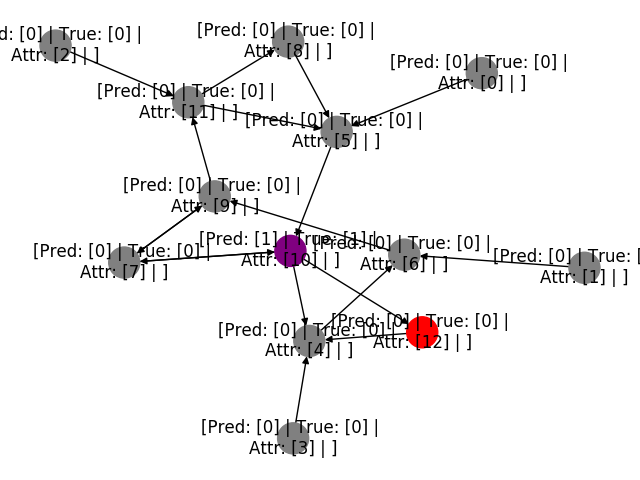 [Pred: [0] | True: [0] |
Attr: [8] | ]
d: [0] | True: [0] |
Attr: [2] | ]
[Pred: [0] | True: [0] |
Attr: [0] | ]
[Pred: [0] | True: [0] |
Attr: [11] | ]
[Pred: [0] | True: [0] |
Attr: [5] | ]
[Pred: [0] | True: [0] |
Attr: [9] | ]
[Pred: [1] | True: [1] |
Attr: [10] | ]
[Pred: [0] | True: [0] |
Attr: [6] | ]
[Pred: [0] | True: [0] |
Attr: [7] | ]
[Pred: [0] | True: [
Attr: [1] | ]
[Pred: [0] | True: [0] |
Attr: [12] | ]
[Pred: [0] | True: [0] |
Attr: [4] | ]
[Pred: [0] | True: [0] |
Attr: [3] | ]